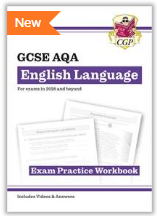 New
CGP
GCSE AQA
English Language
For exams in 2026 and beyond
Exam Practice Workbook
Includes Videos & Answers